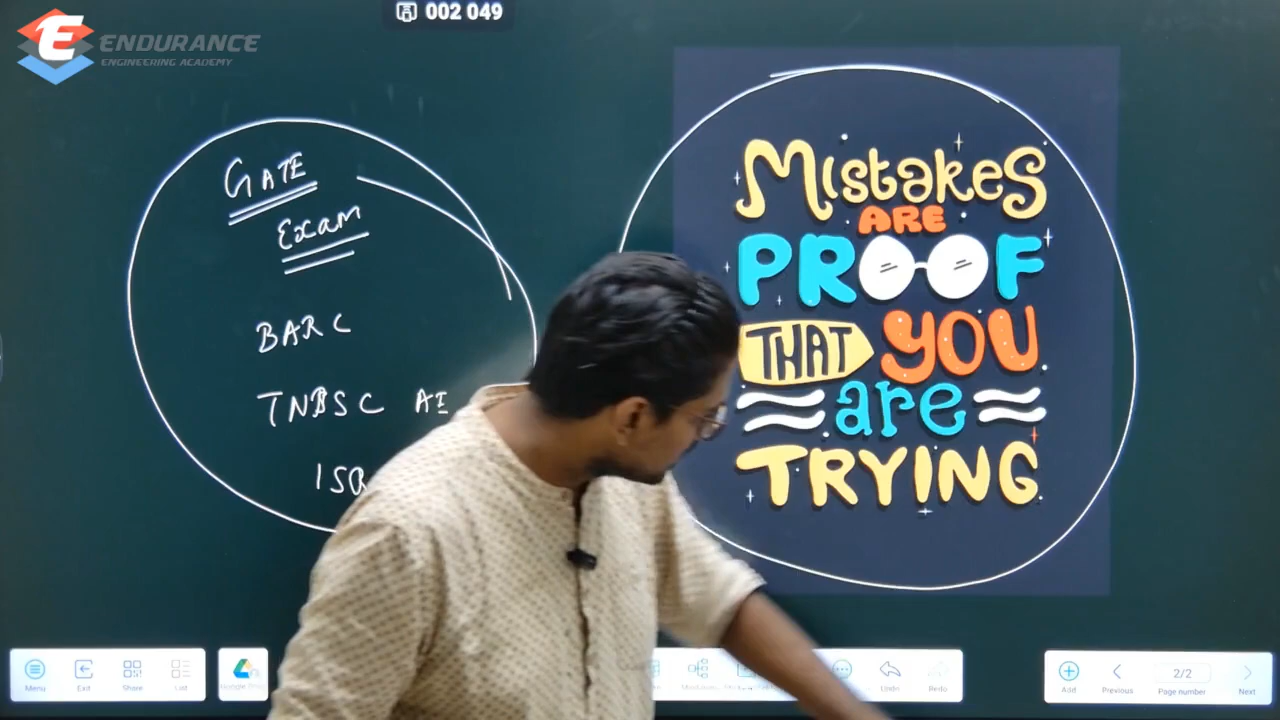 002 049
ENDURANCE
ENGINEERING ACADEMY
GATE
Exam
BARC
AE
MistakeS
ARE
PROOF
THAT YOU
are
TRYING
Menu
Exit
Share
List
Undo
Redo
Add
Previous
2/2
Page number
Next